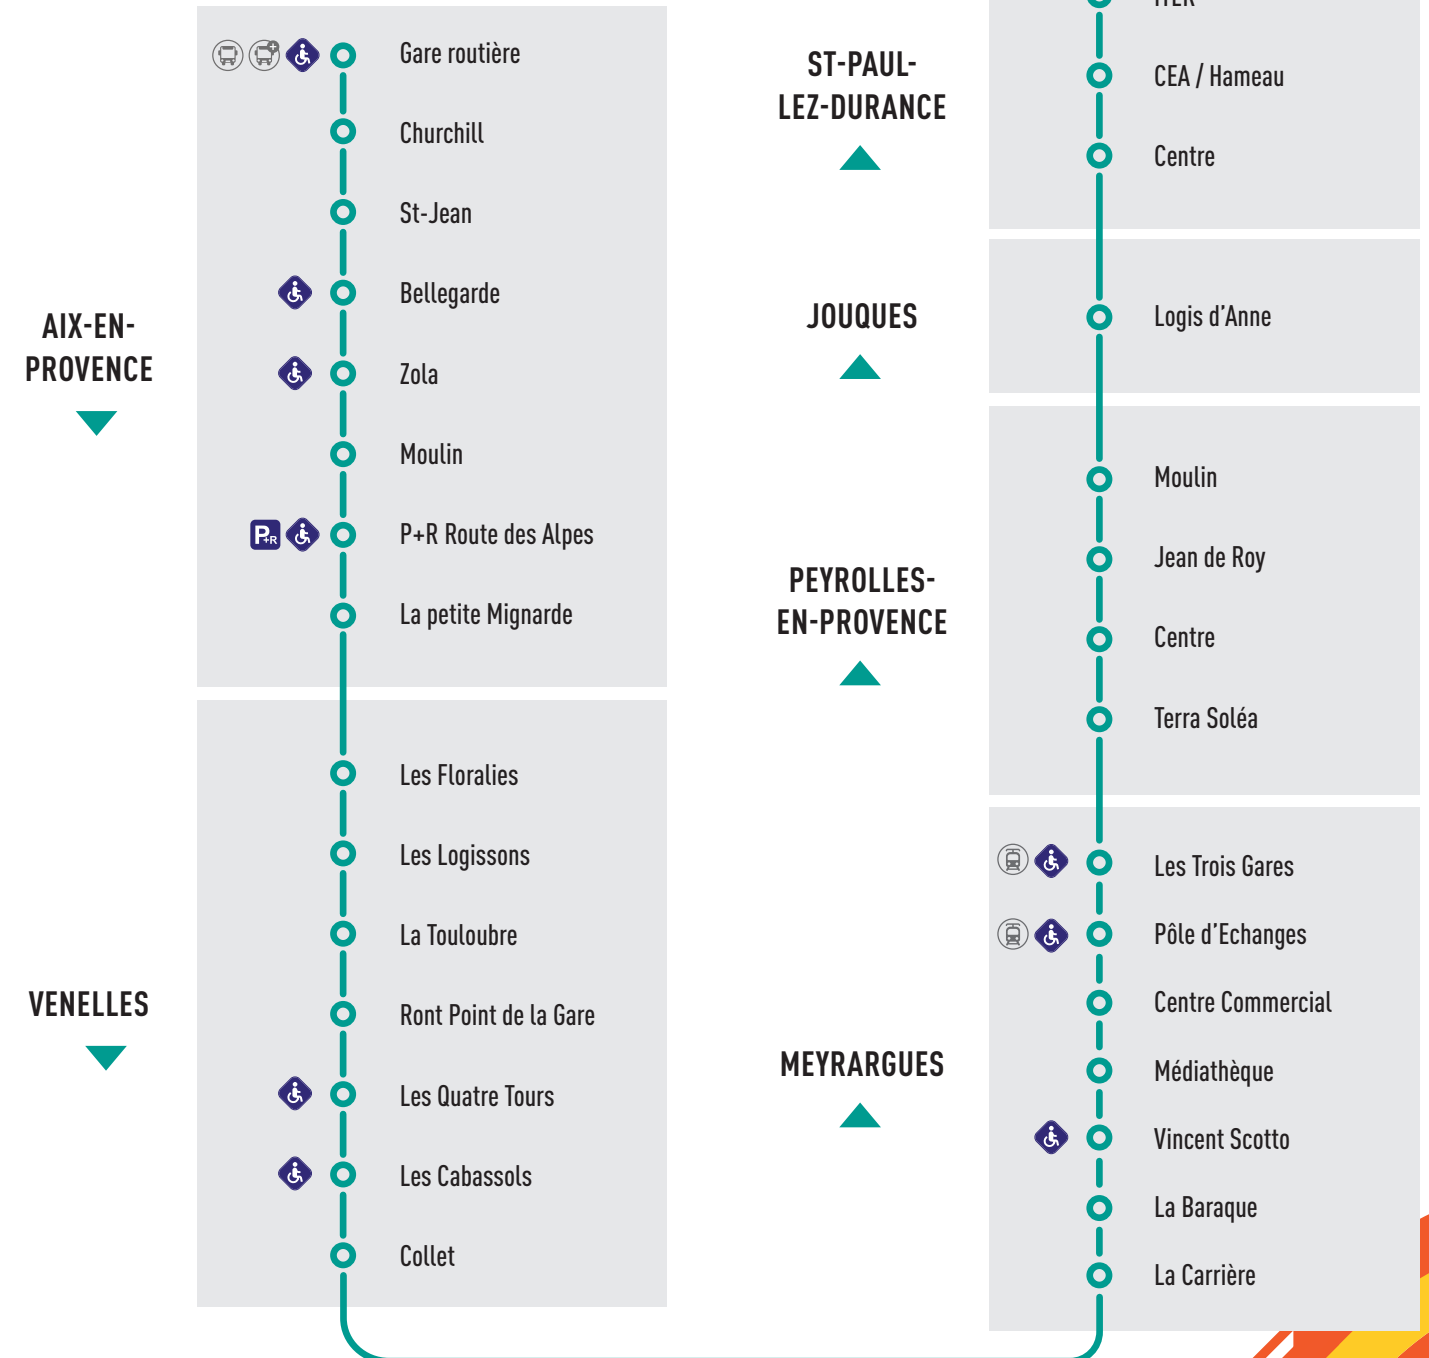 AIX-EN-
PROVENCE
Gare routière
Churchill
St-Jean
Bellegarde
Zola
Moulin
P+R
P+R Route des Alpes
La petite Mignarde
VENELLES
Les Floralies
Les Logissons
La Touloubre
Ront Point de la Gare
Les Quatre Tours
Les Cabassols
Collet
ST-PAUL-
LEZ-DURANCE
ITER
CEA / Hameau
Centre
JOUQUES
Logis d'Anne
PEYROLLES-
EN-PROVENCE
Moulin
Jean de Roy
Centre
Terra Soléa
MEYRARGUES
Les Trois Gares
Pôle d'Echanges
Centre Commercial
Médiathèque
Vincent Scotto
La Baraque
La Carrière